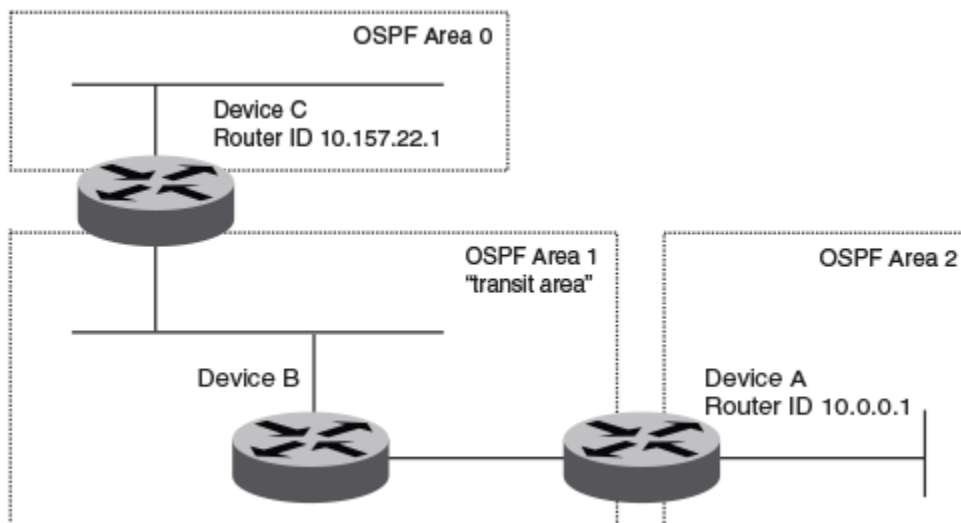 OSPF Area 0
Device C
Router ID 10.157.22.1
OSPF Area 1
“transit area”
OSPF Area 2
Device B
Device A
Router ID 10.0.0.1